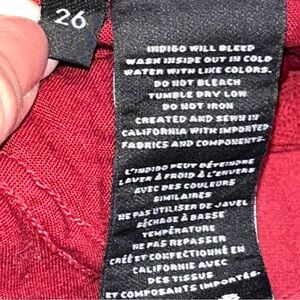 26
INDIGO WILL BLEED
WASH INSIDE OUT IN COLD
WATER WITH LIKE COLORS.
DO NOT BLEACH
TUMBLE DRY LOW
DO NOT IRON
CREATED AND SEWN IN
CALIFORNIA WITH IMPORTED
FABRICS AND COMPONENTS.
L'INDIGO PEUT DÉTEINDRE
LAVER À FROID À L'ENVERS
AVEC DES COULEURS
SIMILAIRES
NE PAS UTILISER DE JAVEL
SÉCHAGE À BASSE
TEMPÉRATURE
NE PAS REPASSER
CRÉÉ ET CONFECTIONNÉ EN
CALIFORNIE AVEC
DES TISSUS
ET COMPOSANTS IMPORTÉS